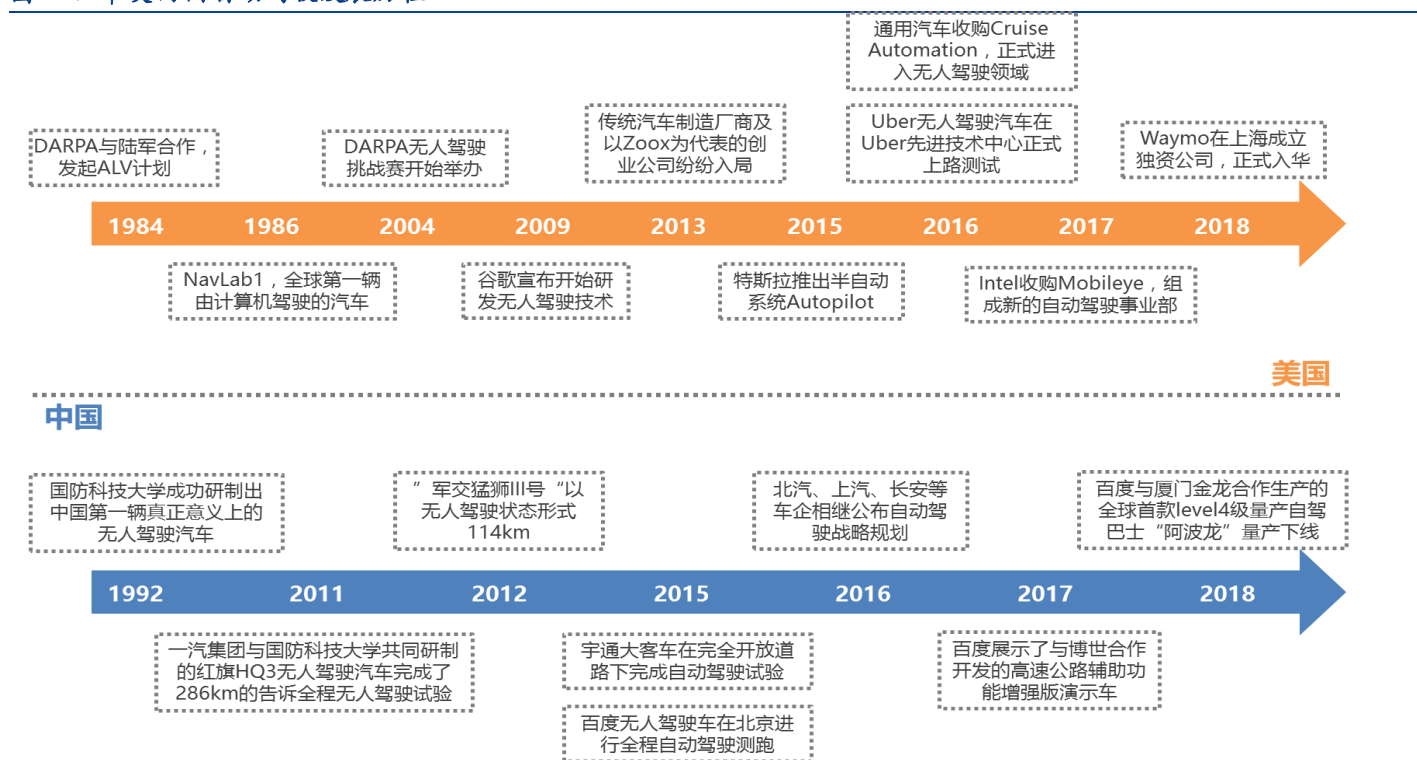 通用汽车收购Cruise
Automation，正式进
入无人驾驶领域
DARPA与陆军合作，
发起ALV计划
DARPA无人驾驶
挑战赛开始举办
传统汽车制造厂商及
以Zoox为代表的创
业公司纷纷入局
Uber无人驾驶汽车在
Uber先进技术中心正式
上路测试
Waymo在上海成立
独资公司，正式入华
1984 1986 2004 2009 2013 2015 2016 2017 2018
NavLab1，全球第一辆
由计算机驾驶的汽车
谷歌宣布开始研
发无人驾驶技术
特斯拉推出半自动
系统Autopilot
Intel收购Mobileye，组
成新的自动驾驶事业部
美国
中国
国防科技大学成功研制出
中国第一辆真正意义上的
无人驾驶汽车
”军交猛狮III号“以
无人驾驶状态形式
114km
北汽、上汽、长安等
车企相继公布自动驾
驶战略规划
百度与厦门金龙合作生产的
全球首款level4级量产自驾
巴士“阿波龙”量产下线
1992 2011 2012 2015 2016 2017 2018
一汽集团与国防科技大学共同研制
的红旗HQ3无人驾驶汽车完成了
286km的告诉全程无人驾驶试验
宇通大客车在完全开放道
路下完成自动驾驶试验
百度无人驾驶车在北京进
行全程自动驾驶测跑
百度展示了与博世合作
开发的高速公路辅助功
能增强版演示车